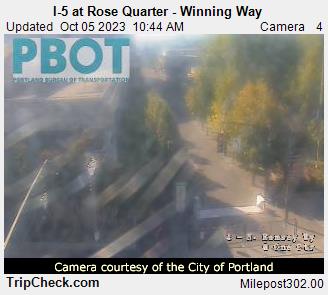 I-5 at Rose Quarter - Winning Way
Updated Oct 05 2023 10:44 AM Camera 4
PBOT
PORTLAND BUREAU OF TRANSPORTATION
Camera courtesy of the City of Portland
TripCheck.com Milepost302.00